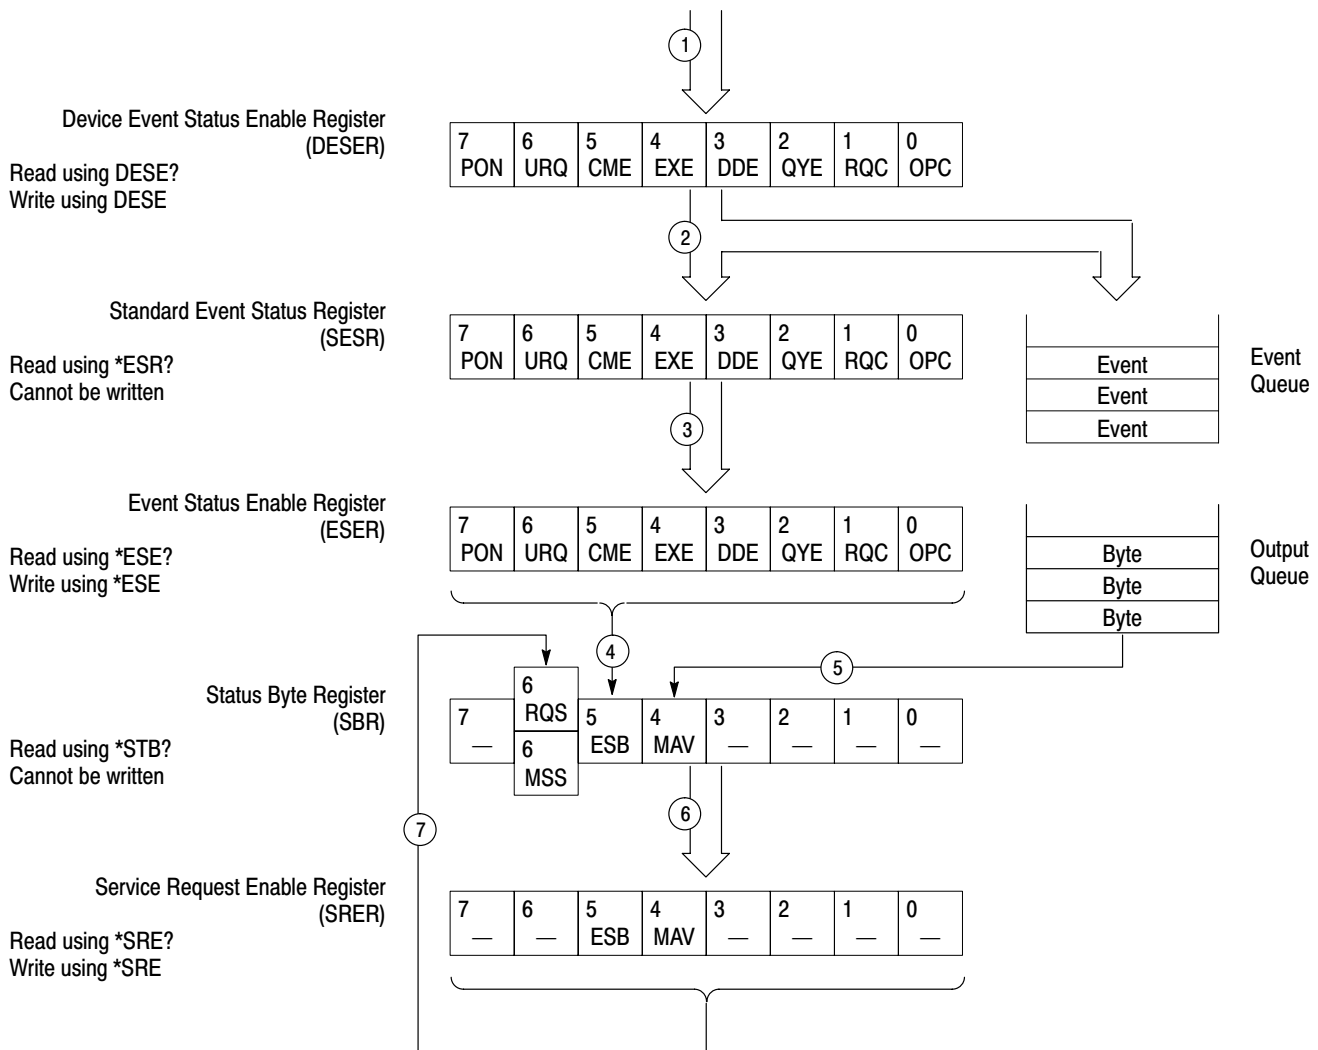 1
Device Event Status Enable Register
(DESER)
Read using DESE?
Write using DESE
7 6 5 4 3 2 1 0
PON URQ CME EXE DDE QYE RQC OPC
2
Standard Event Status Register
(SESR)
Read using *ESR?
Cannot be written
7 6 5 4 3 2 1 0
PON URQ CME EXE DDE QYE RQC OPC
Event
Event
Event
Event
Queue
3
Event Status Enable Register
(ESER)
Read using *ESE?
Write using *ESE
7 6 5 4 3 2 1 0
PON URQ CME EXE DDE QYE RQC OPC
Byte
Byte
Byte
Output
Queue
4
5
Status Byte Register
(SBR)
Read using *STB?
Cannot be written
6
RQS
7 5 4 3 2 1 0
— ESB MAV — — — —
6
MSS
6
7
Service Request Enable Register
(SRER)
Read using *SRE?
Write using *SRE
7 6 5 4 3 2 1 0
— — ESB MAV — — — —